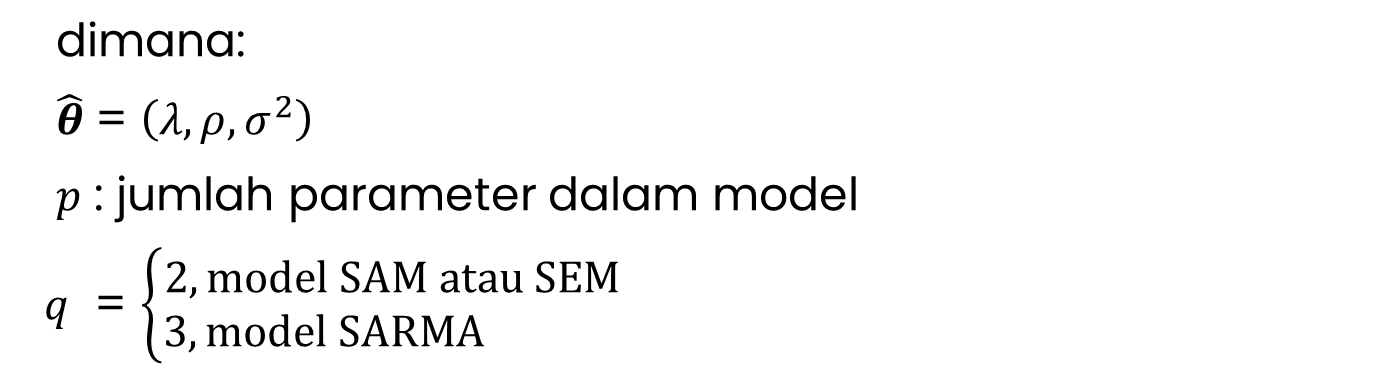 dimana:
𝜽̂ = (λ, ρ, σ²)
p : jumlah parameter dalam model
q = {2, model SAM atau SEM
3, model SARMA